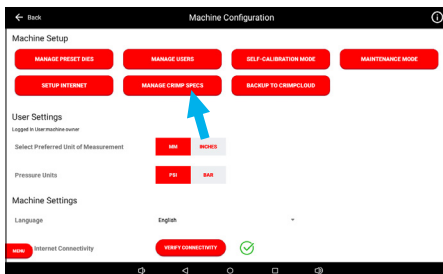 Back
Machine Configuration
Machine Setup
MANAGE PRESET DIES
MANAGE USERS
SELF-CALIBRATION MODE
MAINTENANCE MODE
SETUP INTERNET
MANAGE CRIMP SPECS
BACKUP TO CRIMPCLOUD
User Settings
Logged in User:machine owner
Select Preferred Unit of Measurement
MM
INCHES
Pressure Units
PSI
BAR
Machine Settings
Language
English
MENU
Internet Connectivity
VERIFY CONNECTIVITY